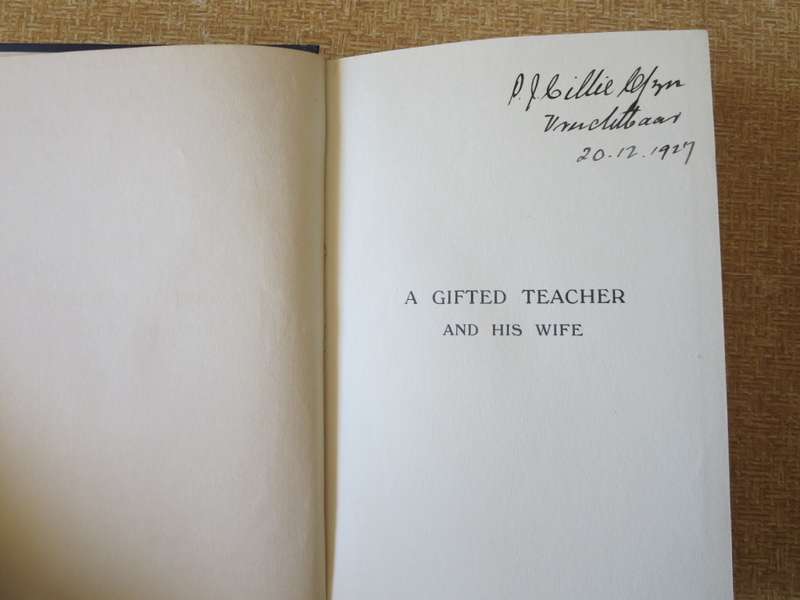 P. J. Cillie
Vruchtbaar
20.12.1927
A GIFTED TEACHER
AND HIS WIFE